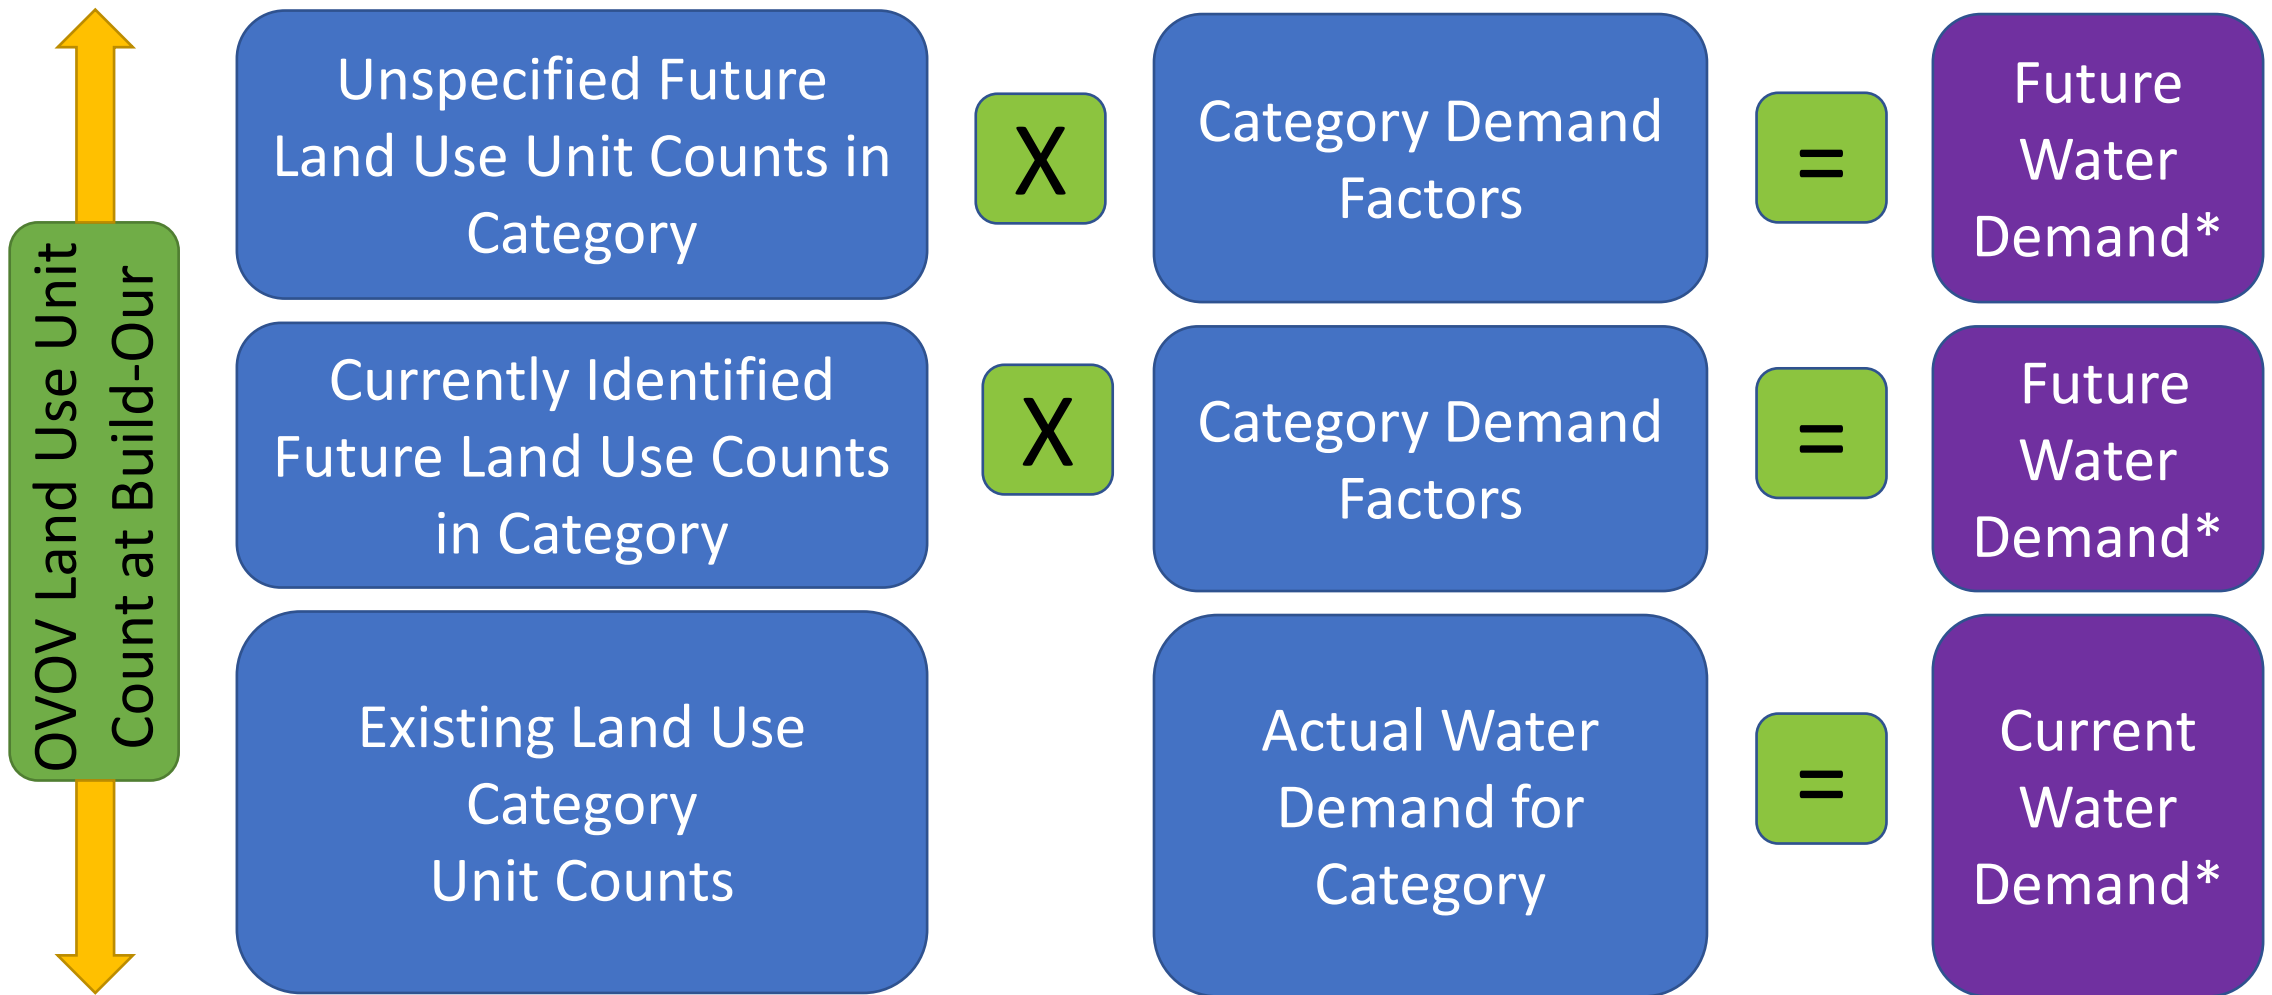 OVOV Land Use Unit
Count at Build-Our
Unspecified Future
Land Use Unit Counts in
Category
X
Category Demand
Factors
=
Future
Water
Demand*
Currently Identified
Future Land Use Counts
in Category
X
Category Demand
Factors
=
Future
Water
Demand*
Existing Land Use
Category
Unit Counts
Actual Water
Demand for
Category
=
Current
Water
Demand*